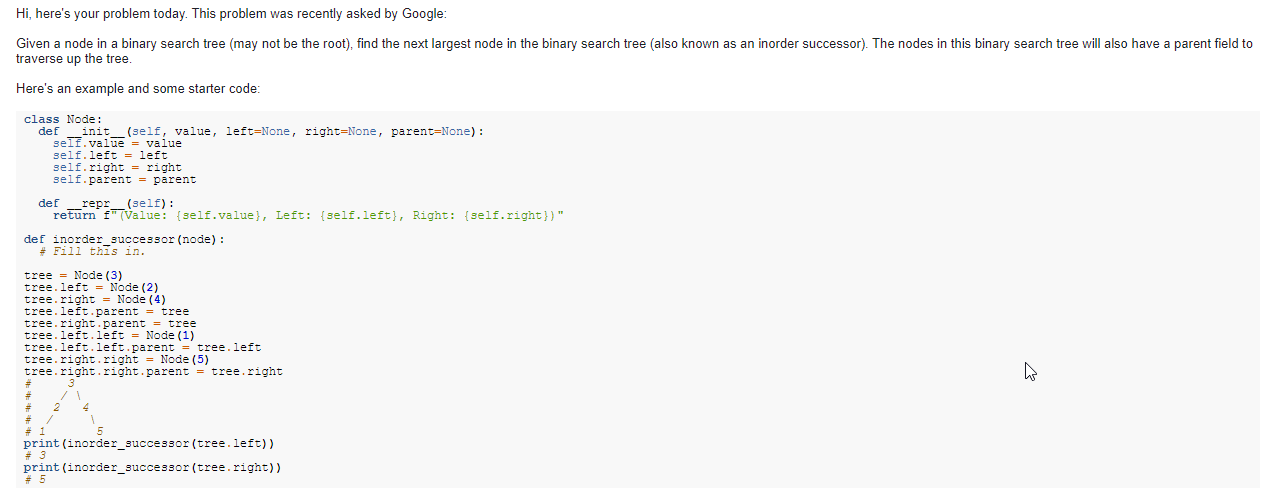 Hi, here's your problem today. This problem was recently asked by Google:
Given a node in a binary search tree (may not be the root), find the next largest node in the binary search tree (also known as an inorder successor). The nodes in this binary search tree will also have a parent field to
traverse up the tree.
Here's an example and some starter code:
class Node:
  def __init__(self, value, left=None, right=None, parent=None):
    self.value = value
    self.left = left
    self.right = right
    self.parent = parent
  def __repr__(self):
    return f"(Value: {self.value}, Left: {self.left}, Right: {self.right})"
def inorder_successor(node):
  # Fill this in.
tree = Node(3)
tree.left = Node(2)
tree.right = Node(4)
tree.left.parent = tree
tree.right.parent = tree
tree.left.left = Node(1)
tree.left.left.parent = tree.left
tree.right.right = Node(5)
tree.right.right.parent = tree.right
#     3
#    / \
#   2   4
#  /     \
# 1       5
print(inorder_successor(tree.left))
# 3
print(inorder_successor(tree.right))
# 5